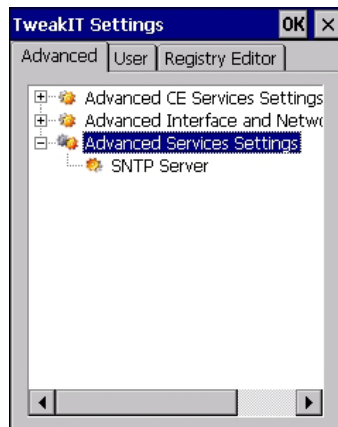 TweakIT Settings OK ×
Advanced User Registry Editor
Advanced CE Services Settings
Advanced Interface and Netwo
Advanced Services Settings
SNTP Server